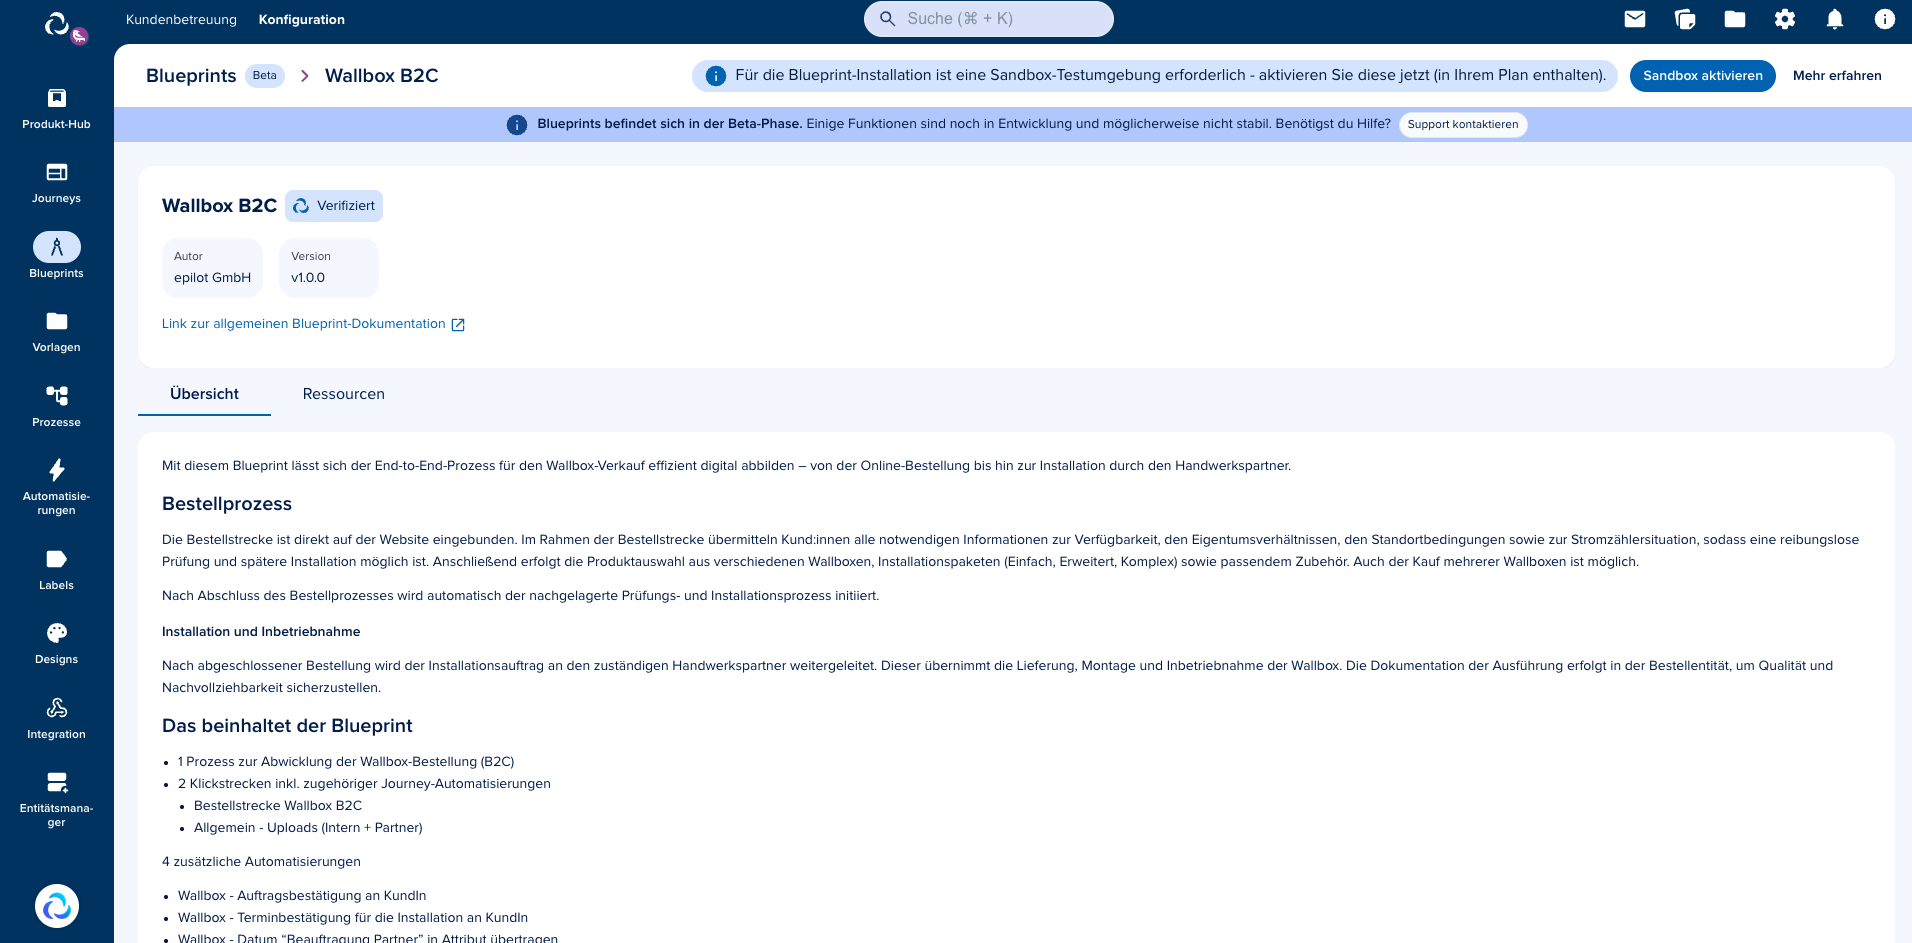 Kundenbetreuung Konfiguration
Suche (⌘ + K)
Blueprints Beta Wallbox B2C
Für die Blueprint-Installation ist eine Sandbox-Testumgebung erforderlich - aktivieren Sie diese jetzt (in Ihrem Plan enthalten).
Sandbox aktivieren
Mehr erfahren
Blueprints befindet sich in der Beta-Phase. Einige Funktionen sind noch in Entwicklung und möglicherweise nicht stabil. Benötigst du Hilfe?
Support kontaktieren
Produkt-Hub
Journeys
Blueprints
Vorlagen
Prozesse
Automatisie-
rungen
Labels
Designs
Integration
Entitätsmana-
ger
Wallbox B2C Verifiziert
Autor
epilot GmbH
Version
v1.0.0
Link zur allgemeinen Blueprint-Dokumentation
Übersicht Ressourcen
Mit diesem Blueprint lässt sich der End-to-End-Prozess für den Wallbox-Verkauf effizient digital abbilden – von der Online-Bestellung bis hin zur Installation durch den Handwerkspartner.
Bestellprozess
Die Bestellstrecke ist direkt auf der Website eingebunden. Im Rahmen der Bestellstrecke übermitteln Kund:innen alle notwendigen Informationen zur Verfügbarkeit, den Eigentumsverhältnissen, den Standortbedingungen sowie zur Stromzählersituation, sodass eine reibungslose
Prüfung und spätere Installation möglich ist. Anschließend erfolgt die Produktauswahl aus verschiedenen Wallboxen, Installationspaketen (Einfach, Erweitert, Komplex) sowie passendem Zubehör. Auch der Kauf mehrerer Wallboxen ist möglich.
Nach Abschluss des Bestellprozesses wird automatisch der nachgelagerte Prüfungs- und Installationsprozess initiiert.
Installation und Inbetriebnahme
Nach abgeschlossener Bestellung wird der Installationsauftrag an den zuständigen Handwerkspartner weitergeleitet. Dieser übernimmt die Lieferung, Montage und Inbetriebnahme der Wallbox. Die Dokumentation der Ausführung erfolgt in der Bestellentität, um Qualität und
Nachvollziehbarkeit sicherzustellen.
Das beinhaltet der Blueprint
• 1 Prozess zur Abwicklung der Wallbox-Bestellung (B2C)
• 2 Klickstrecken inkl. zugehöriger Journey-Automatisierungen
• Bestellstrecke Wallbox B2C
• Allgemein - Uploads (Intern + Partner)
4 zusätzliche Automatisierungen
• Wallbox - Auftragsbestätigung an KundIn
• Wallbox - Terminbestätigung für die Installation an KundIn
• Wallbox - Datum “Beauftragung Partner” in Attribut übertragen